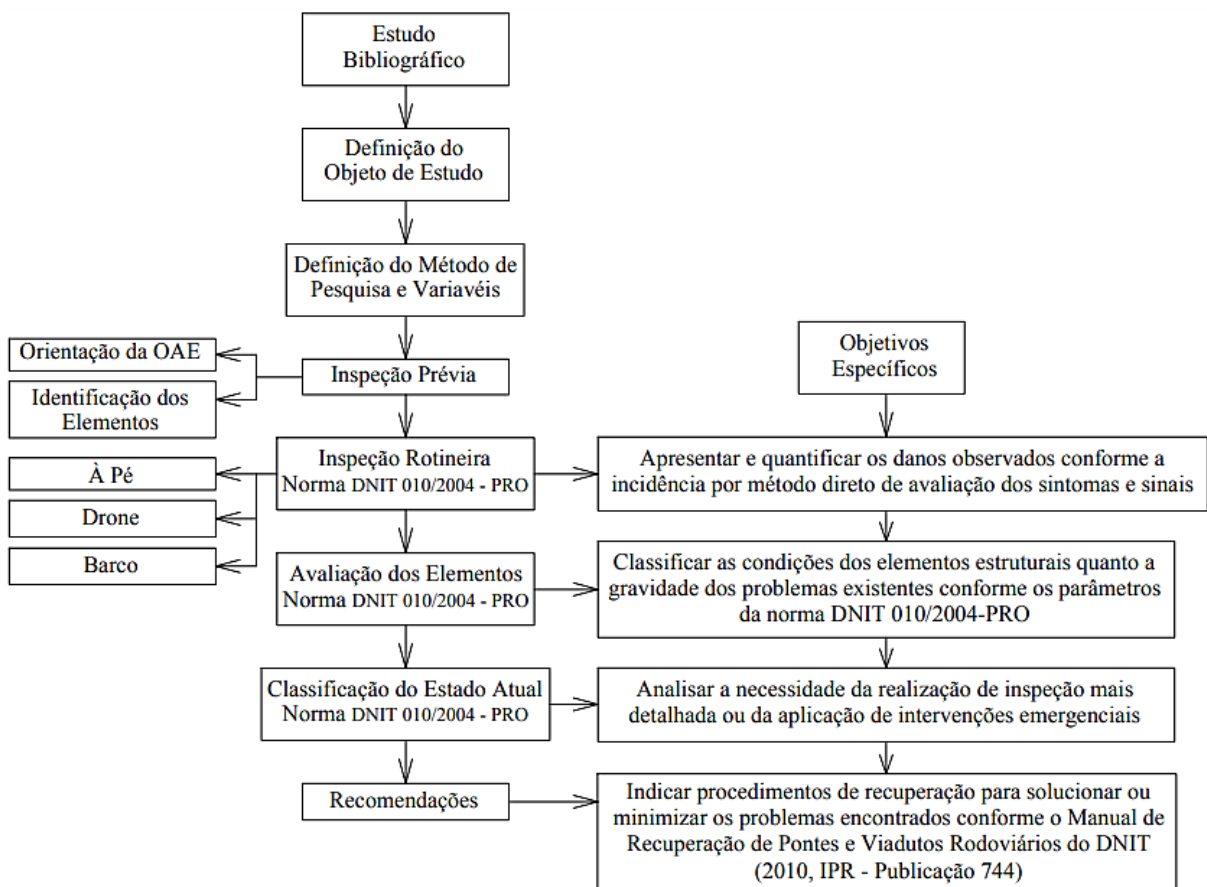 Estudo
Bibliográfico
Definição do
Objeto de Estudo
Definição do Método de
Pesquisa e Variavéis
Orientação da OAE
Identificação dos
Elementos
Inspeção Prévia
Objetivos
Específicos
À Pé
Drone
Barco
Inspeção Rotineira
Norma DNIT 010/2004 - PRO
Apresentar e quantificar os danos observados conforme a
incidência por método direto de avaliação dos sintomas e sinais
Avaliação dos Elementos
Norma DNIT 010/2004 - PRO
Classificar as condições dos elementos estruturais quanto a
gravidade dos problemas existentes conforme os parâmetros
da norma DNIT 010/2004-PRO
Classificação do Estado Atual
Norma DNIT 010/2004 - PRO
Analisar a necessidade da realização de inspeção mais
detalhada ou da aplicação de intervenções emergenciais
Recomendações
Indicar procedimentos de recuperação para solucionar ou
minimizar os problemas encontrados conforme o Manual de
Recuperação de Pontes e Viadutos Rodoviários do DNIT
(2010, IPR - Publicação 744)